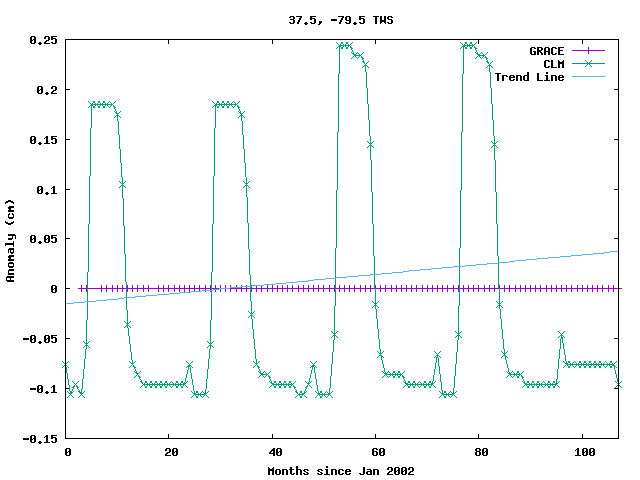 37.5, -79.5 TWS
GRACE
CLM
Trend Line
0.25
0.2
0.15
0.1
0.05
0
-0.05
-0.1
-0.15
Anomaly (cm)
0 20 40 60 80 100
Months since Jan 2002